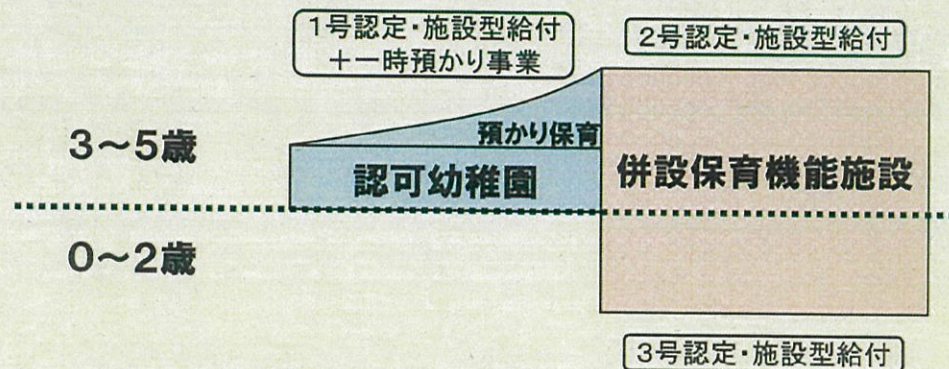 1号認定・施設型給付
+一時預かり事業
2号認定・施設型給付
3~5歳
預かり保育
認可幼稚園
併設保育機能施設
0~2歳
3号認定・施設型給付